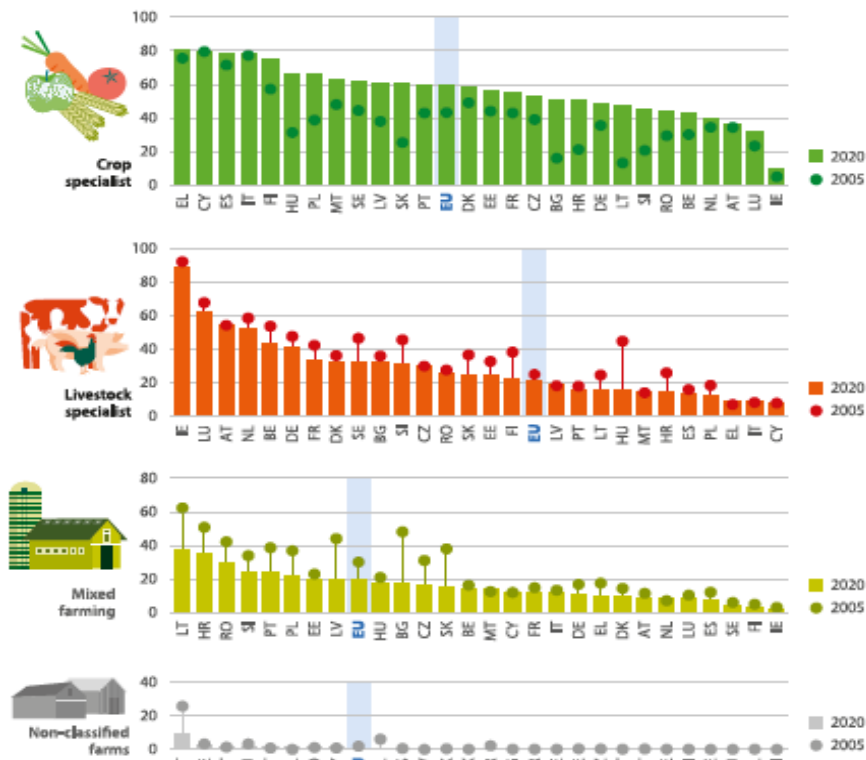 100
80
60
40
20
0
Crop
specialist
EL CY ES IT FI HU PL MT SE LV SK PT EU DK EE FR CZ BG HR DE LT SI RO BE NL AT LU IE
2020
2005
100
80
60
40
20
0
Livestock
specialist
IE LU AT NL BE DE FR DK SE BG SI CZ RO SK EE FI EU LV PT LT HU MT HR ES PL EL IT CY
2020
2005
80
60
40
20
0
Mixed
farming
LT HR RO SI PT PL EE LV EU HU BG CZ SK BE MT CY FR IT DE EL DK AT NL LU ES SE FI IE
2020
2005
40
20
0
Non-classified
farms
2020
2005